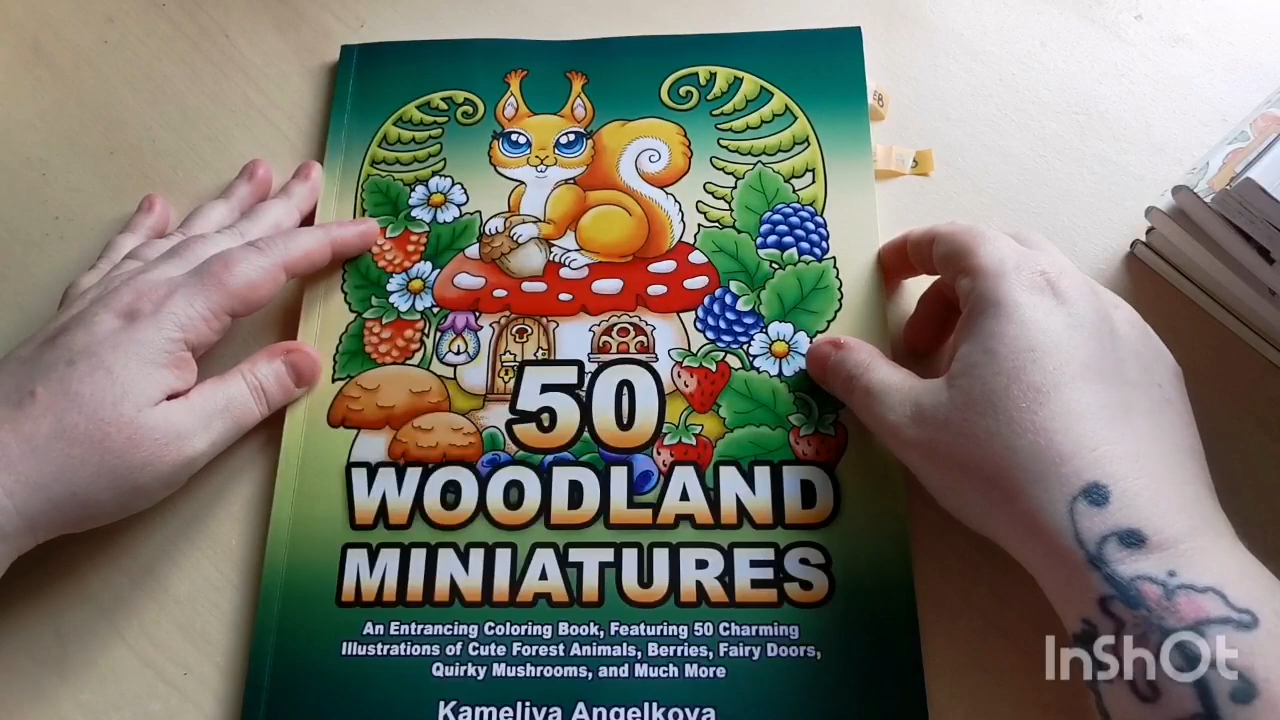 EB
50
WOODLAND
MINIATURES
An Entrancing Coloring Book, Featuring 50 Charming
Illustrations of Cute Forest Animals, Berries, Fairy Doors,
Quirky Mushrooms, and Much More
Kameliya Angelkova
InShOt